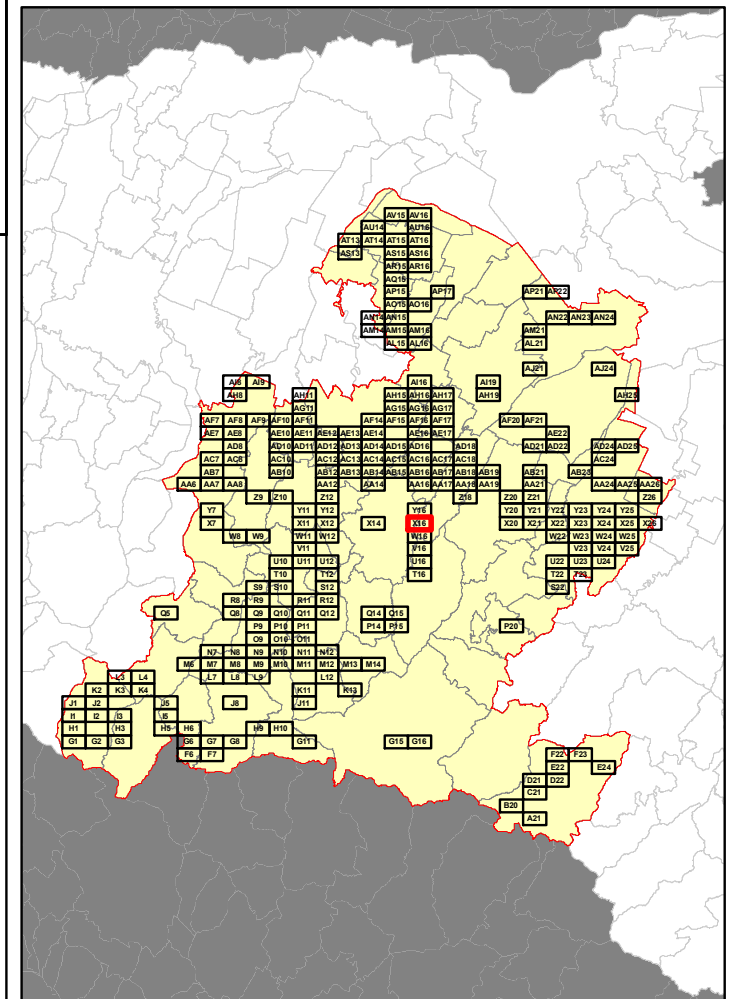 AV15 AV16
AU14 AU16
AT13 AT14 AT15 AT16
AS13 AS15 AS16
AR15 AR16
AQ15
AP15 AP17 AP21 AP22
AO15 AO16
AN14 AN15 AN22 AN23 AN24
AM14 AM15 AM16 AM21
AL15 AL16 AL21
AJ21 AJ24
AI8 AI9 AI16 AI19
AH8 AH11 AH15 AH16 AH17 AH19 AH25
AG11 AG15 AG16 AG17
AF7 AF8 AF9 AF10 AF11 AF14 AF15 AF16 AF17 AF20 AF21
AE7 AE8 AE10 AE11 AE12 AE13 AE14 AE16 AE17 AE22
AD8 AD10 AD11 AD12 AD13 AD14 AD15 AD16 AD18 AD21 AD22 AD24 AD25
AC7 AC8 AC10 AC12 AC13 AC14 AC15 AC16 AC17 AC18 AC24
AB7 AB10 AB12 AB13 AB14 AB15 AB16 AB17 AB18 AB19 AB21 AB23
AA6 AA7 AA8 AA12 AA14 AA16 AA17 AA18 AA19 AA21 AA24 AA25 AA26
Z9 Z10 Z12 Z18 Z20 Z21 Z26
Y7 Y11 Y12 Y16 Y20 Y21 Y22 Y23 Y24 Y25
X7 X11 X12 X14 X16 X20 X21 X22 X23 X24 X25 X26
W8 W9 W11 W12 W16 W22 W23 W24 W25
V11 V16 V23 V24 V25
U10 U11 U12 U16 U22 U23 U24
T10 T12 T16 T22 T23
S9 S10 S12 S22
R8 R9 R11 R12
Q5 Q8 Q9 Q10 Q11 Q12 Q14 Q15
P9 P10 P11 P14 P15 P20
O9 O10 O11
N7 N8 N9 N10 N11 N12
M6 M7 M8 M9 M10 M11 M12 M13 M14
L3 L4 L7 L8 L9 L12
K2 K3 K4 K11 K13
J1 J2 J5 J8 J11
I1 I2 I3 I5
H1 H3 H5 H6 H9 H10
G1 G2 G3 G6 G7 G8 G11 G15 G16
F6 F7 F22 F23
E22 E24
D21 D22
C21
B20
A21